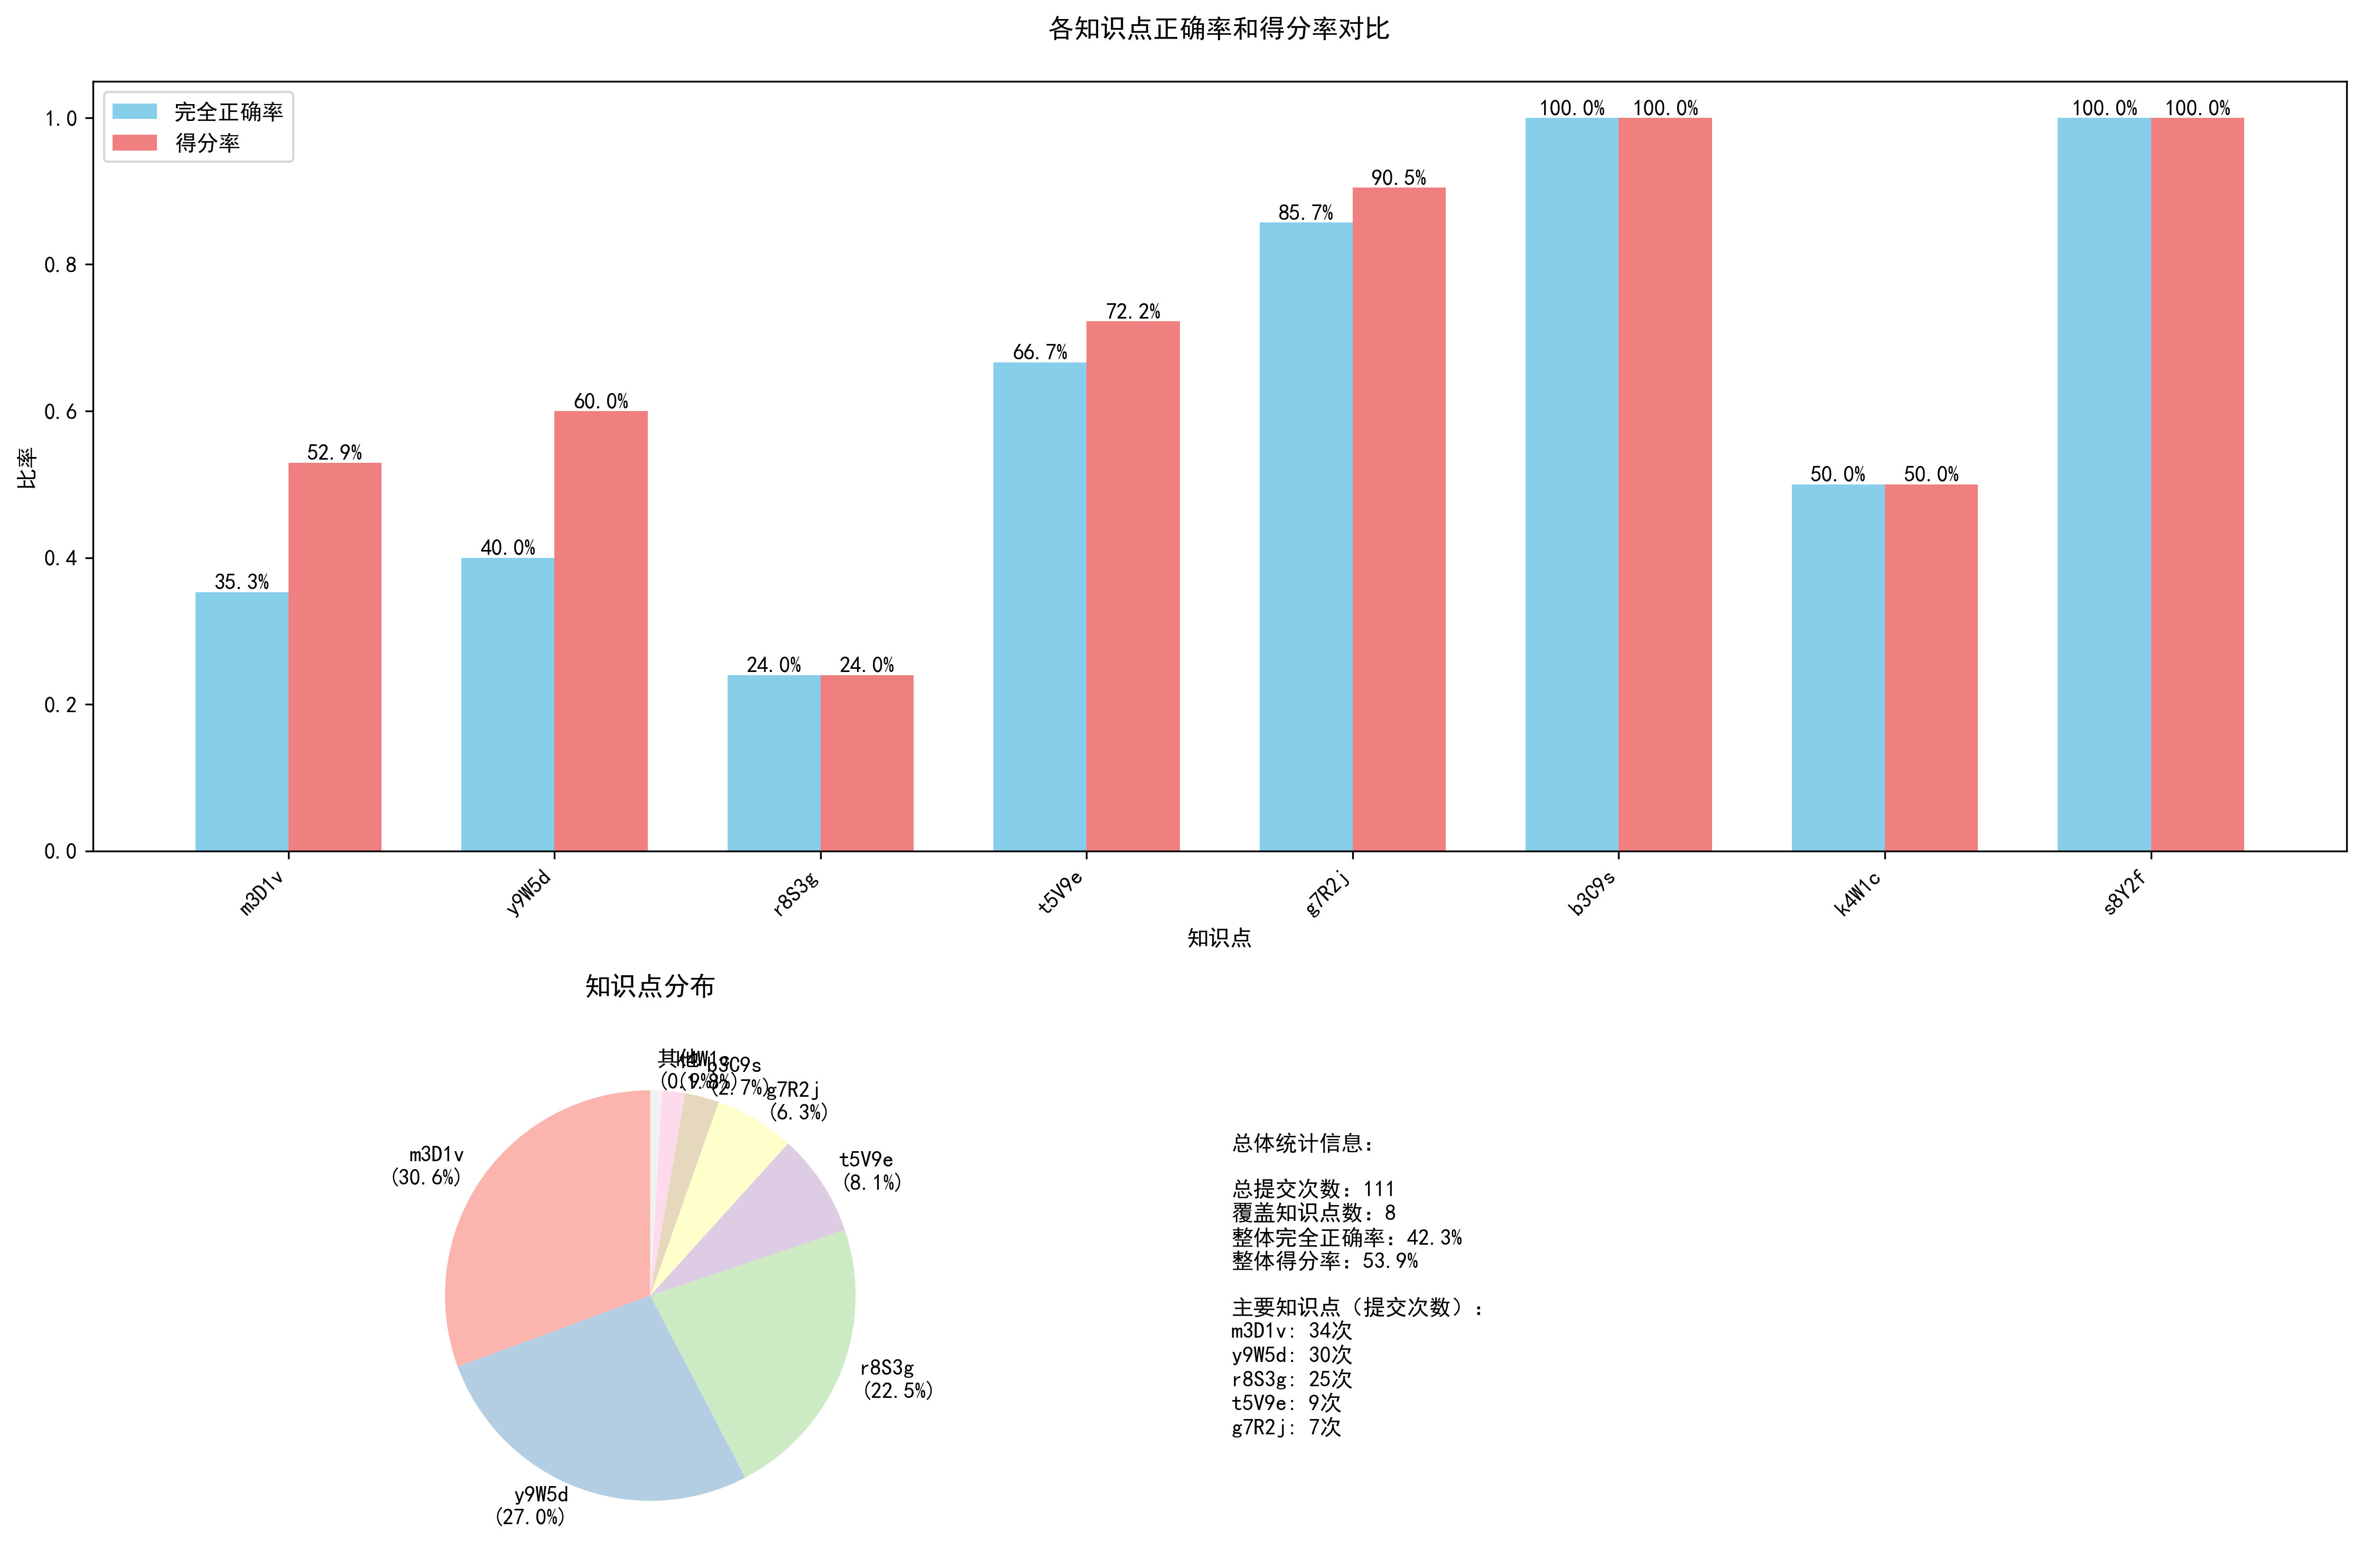 各知识点正确率和得分率对比
完全正确率
得分率
100.0% 100.0%
100.0% 100.0%
90.5%
85.7%
72.2%
66.7%
60.0%
52.9%
50.0% 50.0%
40.0%
35.3%
24.0% 24.0%
1.0
0.8
0.6
0.4
0.2
0.0
比率
m3D1v
y9W5d
r8S3g
t5V9e
g7R2j
b3C9s
k4W1c
s8Y2f
知识点
知识点分布
其他
(0.9%)
k4W1c
(1.8%)
b3C9s
(2.7%)
g7R2j
(6.3%)
t5V9e
(8.1%)
r8S3g
(22.5%)
y9W5d
(27.0%)
m3D1v
(30.6%)
总体统计信息：
总提交次数：111
覆盖知识点数：8
整体完全正确率：42.3%
整体得分率：53.9%
主要知识点（提交次数）：
m3D1v: 34次
y9W5d: 30次
r8S3g: 25次
t5V9e: 9次
g7R2j: 7次